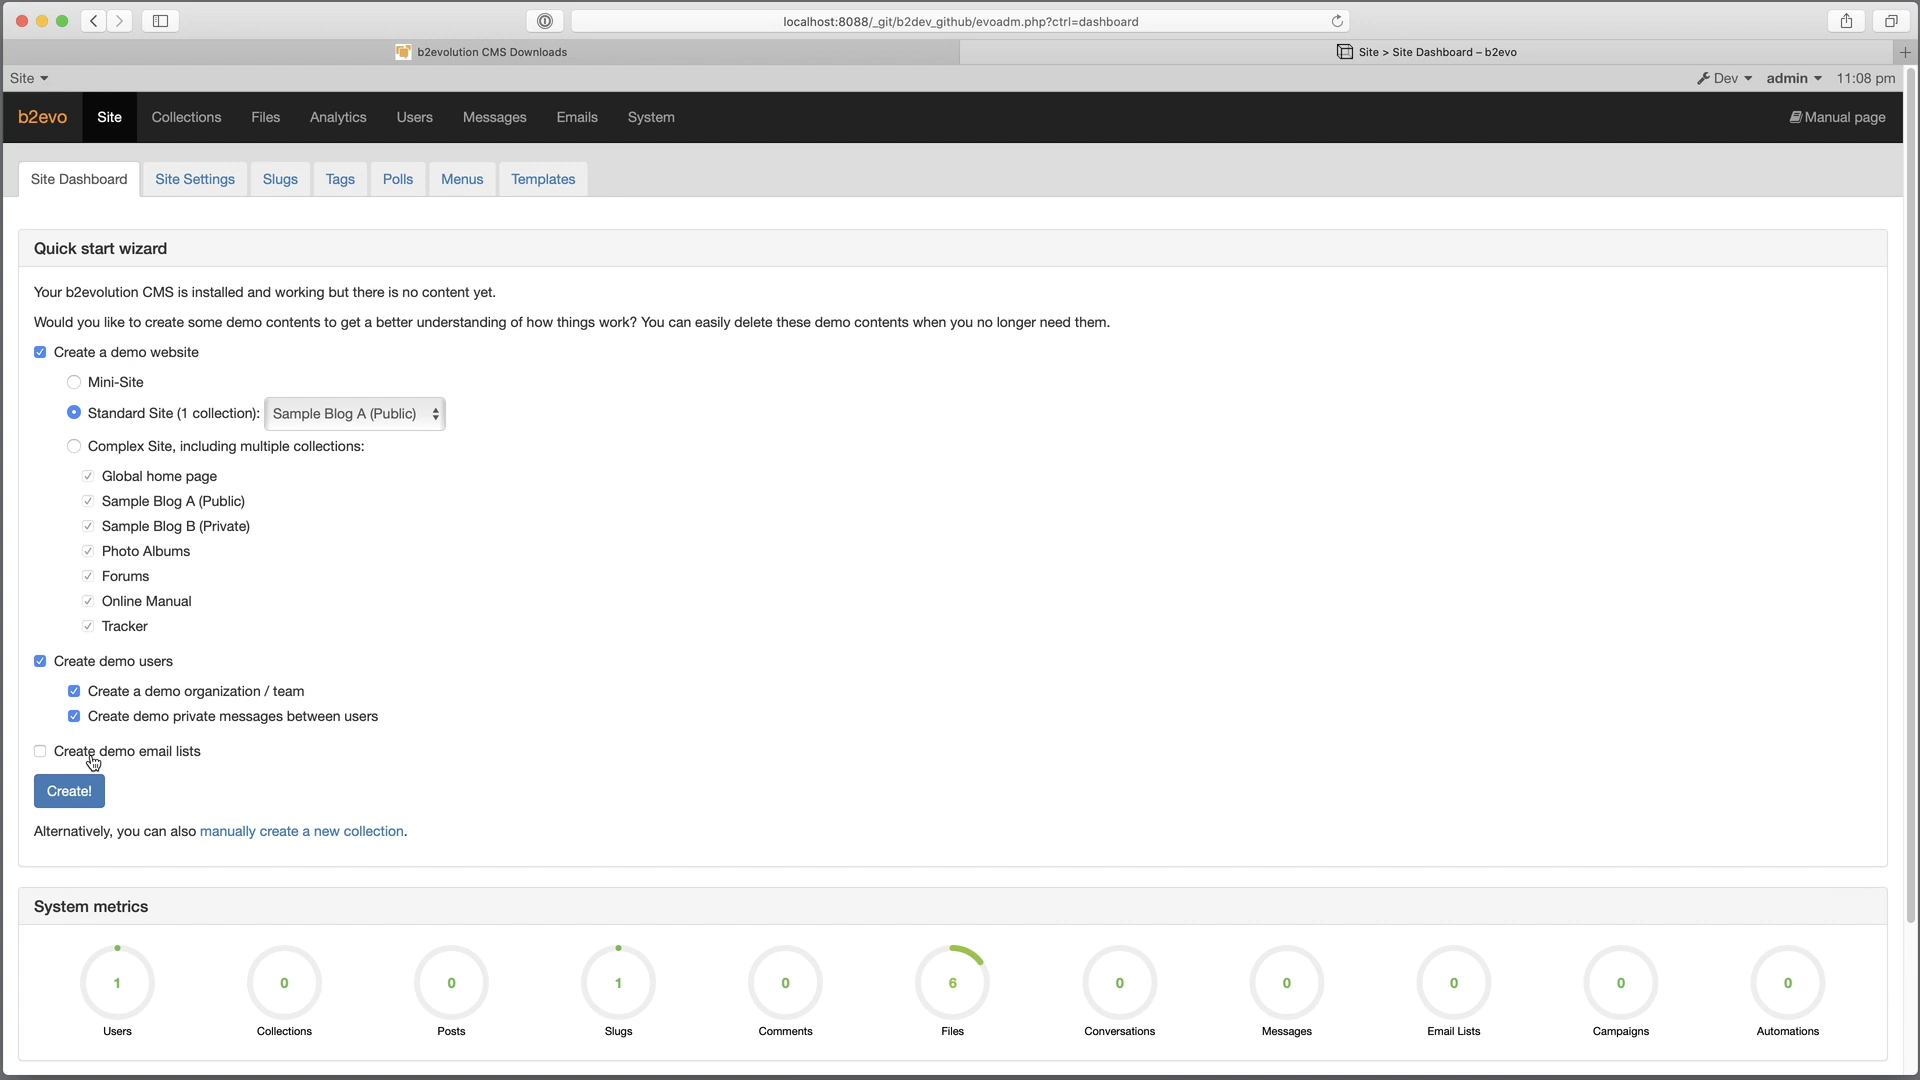 localhost:8088/_git/b2dev_github/evoadm.php?ctrl=dashboard
b2evolution CMS Downloads
Site > Site Dashboard – b2evo
Site
Dev admin 11:08 pm
b2evo Site Collections Files Analytics Users Messages Emails System Manual page
Site Dashboard Site Settings Slugs Tags Polls Menus Templates
Quick start wizard
Your b2evolution CMS is installed and working but there is no content yet.
Would you like to create some demo contents to get a better understanding of how things work? You can easily delete these demo contents when you no longer need them.
Create a demo website
Mini-Site
Standard Site (1 collection): Sample Blog A (Public)
Complex Site, including multiple collections:
Global home page
Sample Blog A (Public)
Sample Blog B (Private)
Photo Albums
Forums
Online Manual
Tracker
Create demo users
Create a demo organization / team
Create demo private messages between users
Create demo email lists
Create!
Alternatively, you can also manually create a new collection.
System metrics
1 0 0 1 0 6 0 0 0 0 0
Users Collections Posts Slugs Comments Files Conversations Messages Email Lists Campaigns Automations